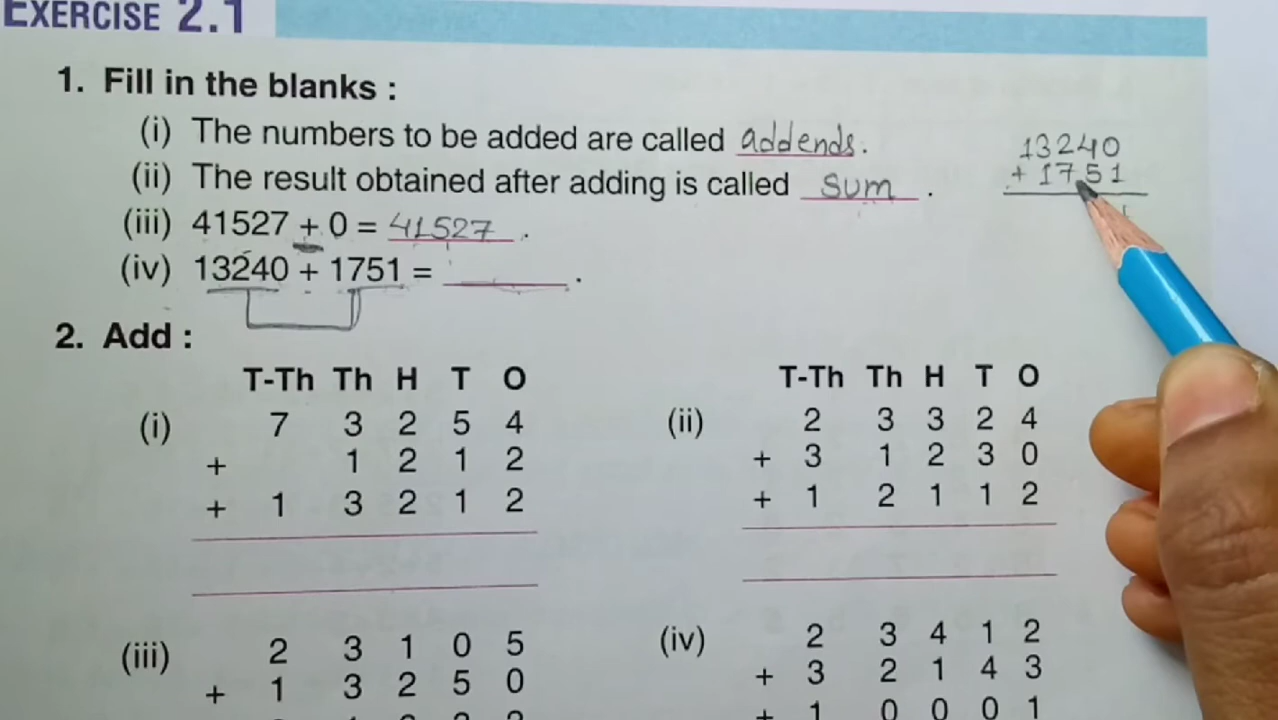 EXERCISE 2.1
1. Fill in the blanks :
(i) The numbers to be added are called addends.
(ii) The result obtained after adding is called sum .
(iii) 41527 + 0 = 41527 .
(iv) 13240 + 1751 = ______ .
13240
+ 1751
1
2. Add :
T-Th Th H T O
(i) 7 3 2 5 4
+ 1 2 1 2
+ 1 3 2 1 2
T-Th Th H T O
(ii) 2 3 3 2 4
+ 3 1 2 3 0
+ 1 2 1 1 2
(iii) 2 3 1 0 5
+ 1 3 2 5 0
(iv) 2 3 4 1 2
+ 3 2 1 4 3
+ 1 0 0 0 1